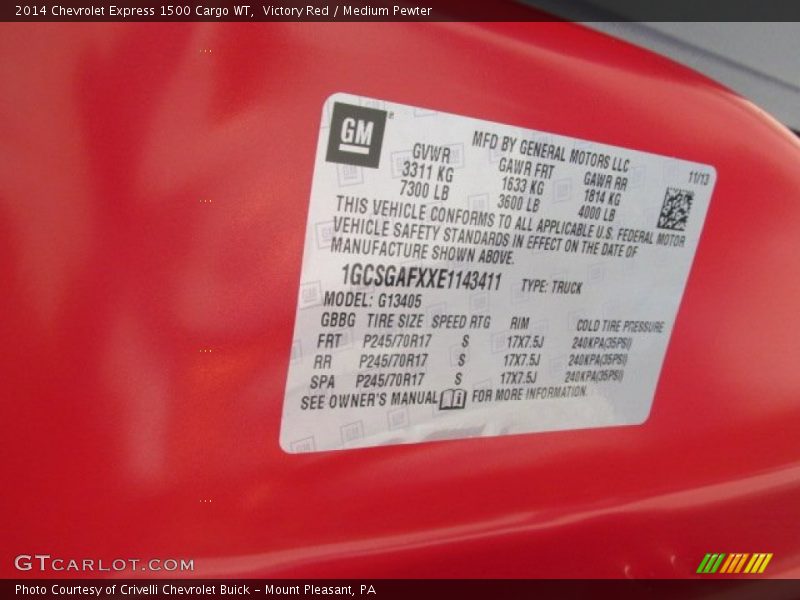 2014 Chevrolet Express 1500 Cargo WT, Victory Red / Medium Pewter
GM
MFD BY GENERAL MOTORS LLC
11/13
GVWR GAWR FRT GAWR RR
3311 KG 1633 KG 1814 KG
7300 LB 3600 LB 4000 LB
THIS VEHICLE CONFORMS TO ALL APPLICABLE U.S. FEDERAL MOTOR
VEHICLE SAFETY STANDARDS IN EFFECT ON THE DATE OF
MANUFACTURE SHOWN ABOVE.
1GCSGAFXXE1143411 TYPE: TRUCK
MODEL: G13405
GBBG TIRE SIZE SPEED RTG RIM COLD TIRE PRESSURE
FRT P245/70R17 S 17X7.5J 240KPA(35PSI)
RR P245/70R17 S 17X7.5J 240KPA(35PSI)
SPA P245/70R17 S 17X7.5J 240KPA(35PSI)
SEE OWNER'S MANUAL FOR MORE INFORMATION.
GTCARLOT.COM
Photo Courtesy of Crivelli Chevrolet Buick - Mount Pleasant, PA